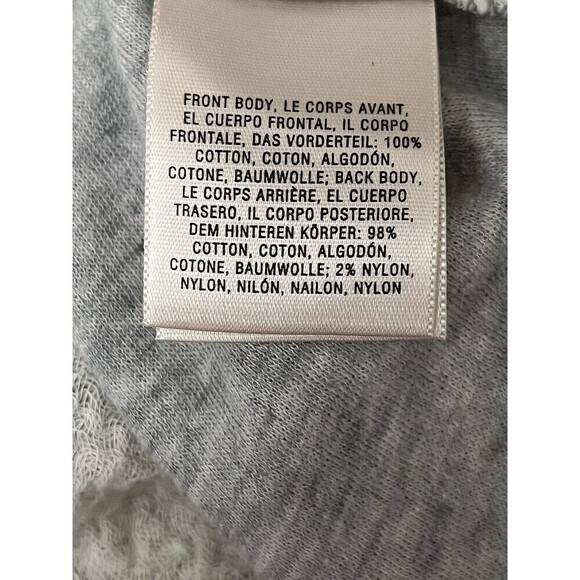 FRONT BODY, LE CORPS AVANT,
EL CUERPO FRONTAL, IL CORPO
FRONTALE, DAS VORDERTEIL: 100%
COTTON, COTON, ALGODÓN,
COTONE, BAUMWOLLE; BACK BODY,
LE CORPS ARRIÈRE, EL CUERPO
TRASERO, IL CORPO POSTERIORE,
DEM HINTEREN KÖRPER: 98%
COTTON, COTON, ALGODÓN,
COTONE, BAUMWOLLE; 2% NYLON,
NYLON, NILÓN, NAILON, NYLON